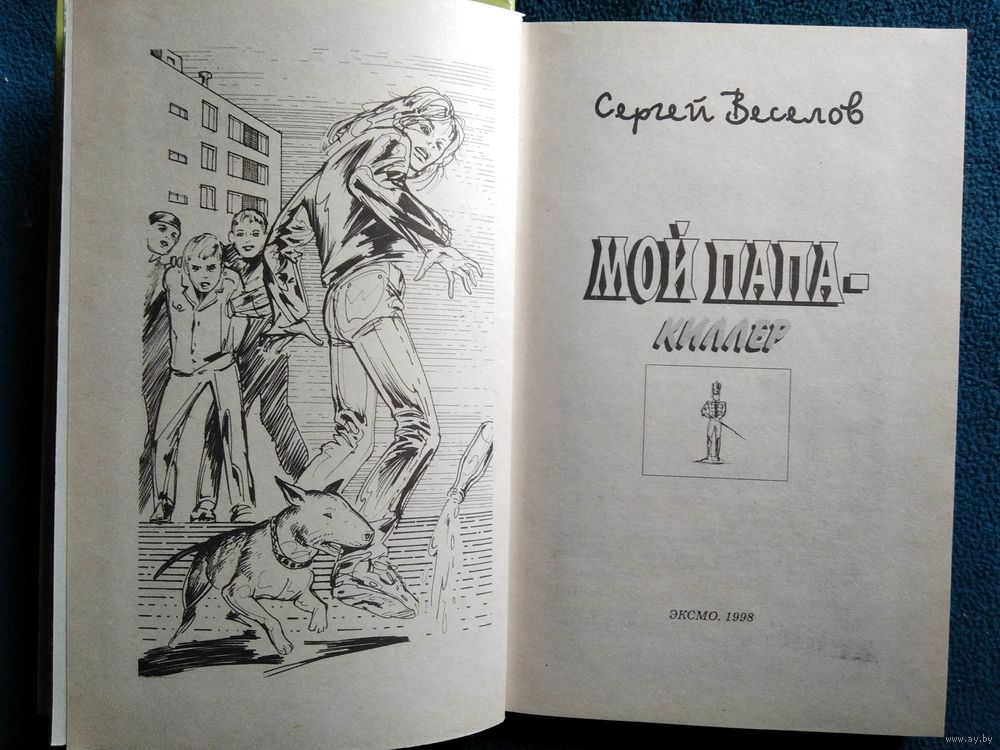 Сергей Веселов
МОЙ ПАПА-
КИЛЛЕР
ЭКСМО. 1998
www.ay.by